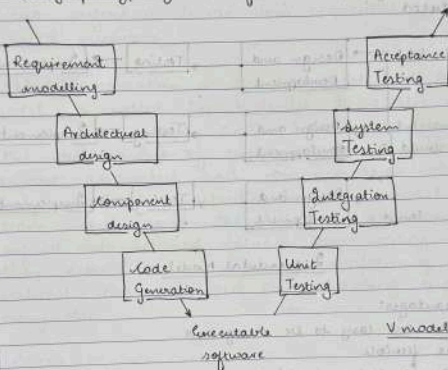 Requirement
modelling
Acceptance
Testing
Architectural
design
System
Testing
Component
design
Integration
Testing
Code
Generation
Unit
Testing
Executable
software
V model